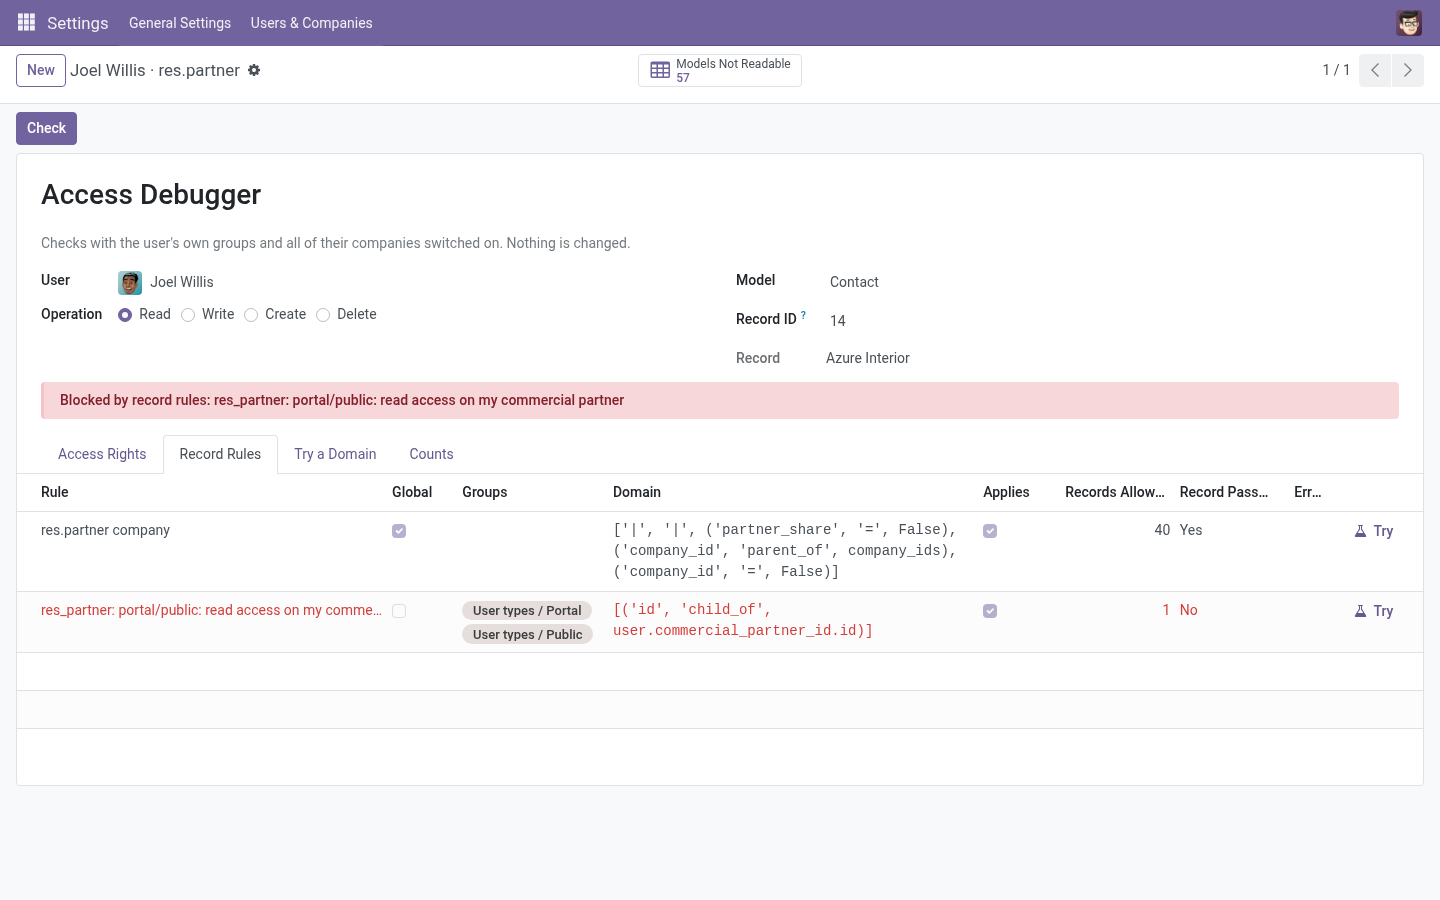 Settings General Settings Users & Companies
New Joel Willis · res.partner Models Not Readable 57 1 / 1
Check
Access Debugger
Checks with the user's own groups and all of their companies switched on. Nothing is changed.
User Joel Willis Model Contact
Operation Read Write Create Delete Record ID ? 14
Record Azure Interior
Blocked by record rules: res_partner: portal/public: read access on my commercial partner
Access Rights Record Rules Try a Domain Counts
Rule Global Groups Domain Applies Records Allow... Record Pass... Err...
res.partner company ['|', '|', ('partner_share', '=', False), 40 Yes Try
('company_id', 'parent_of', company_ids),
('company_id', '=', False)]
res_partner: portal/public: read access on my comme... User types / Portal [('id', 'child_of', 1 No Try
User types / Public user.commercial_partner_id.id)]